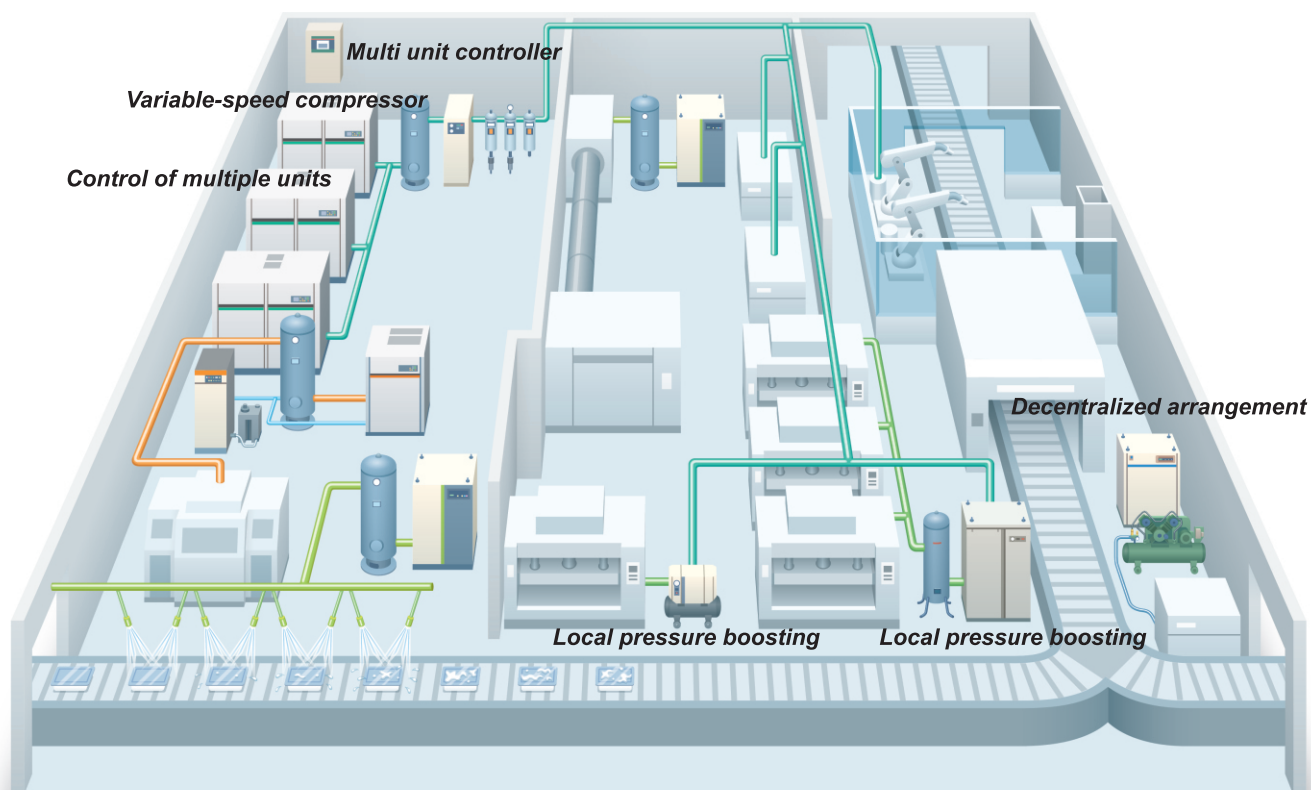 Multi unit controller
Variable-speed compressor
Control of multiple units
Decentralized arrangement
Local pressure boosting
Local pressure boosting